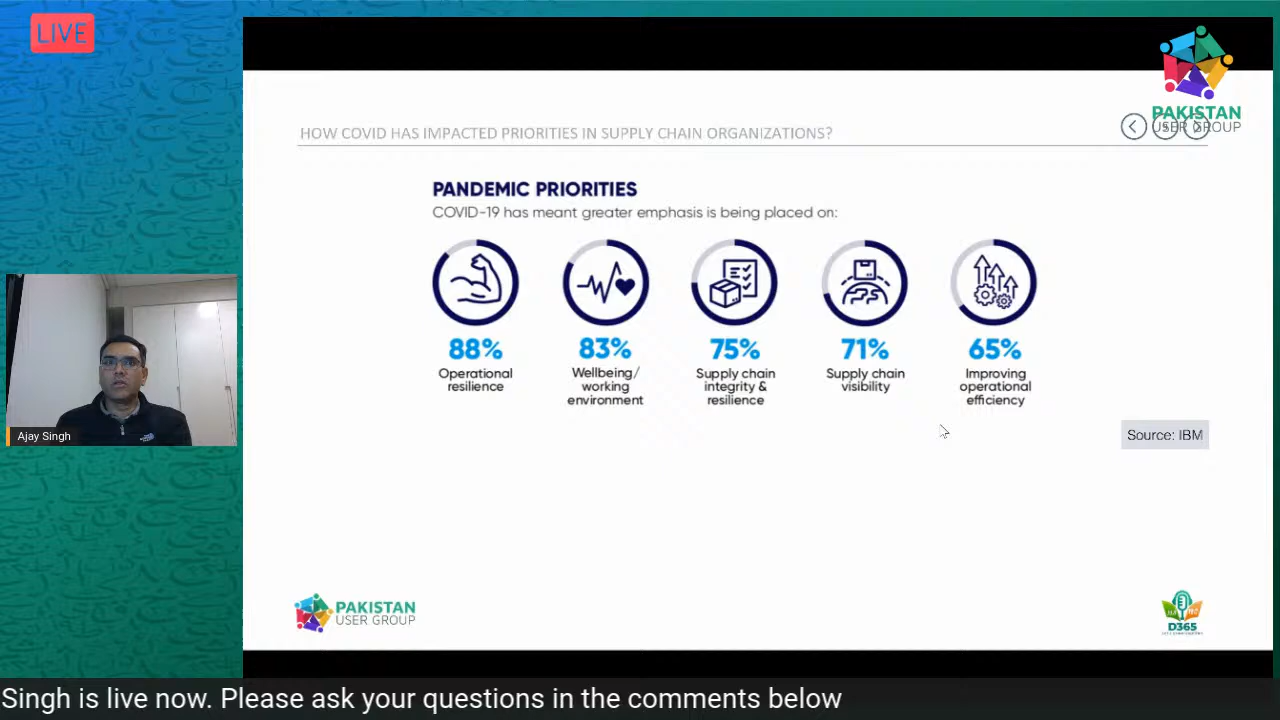 LIVE
PAKISTAN
USER GROUP
HOW COVID HAS IMPACTED PRIORITIES IN SUPPLY CHAIN ORGANIZATIONS?
PANDEMIC PRIORITIES
COVID-19 has meant greater emphasis is being placed on:
88%
Operational
resilience
83%
Wellbeing/
working
environment
75%
Supply chain
integrity &
resilience
71%
Supply chain
visibility
65%
Improving
operational
efficiency
Ajay Singh
Source: IBM
PAKISTAN
USER GROUP
D365
Singh is live now. Please ask your questions in the comments below